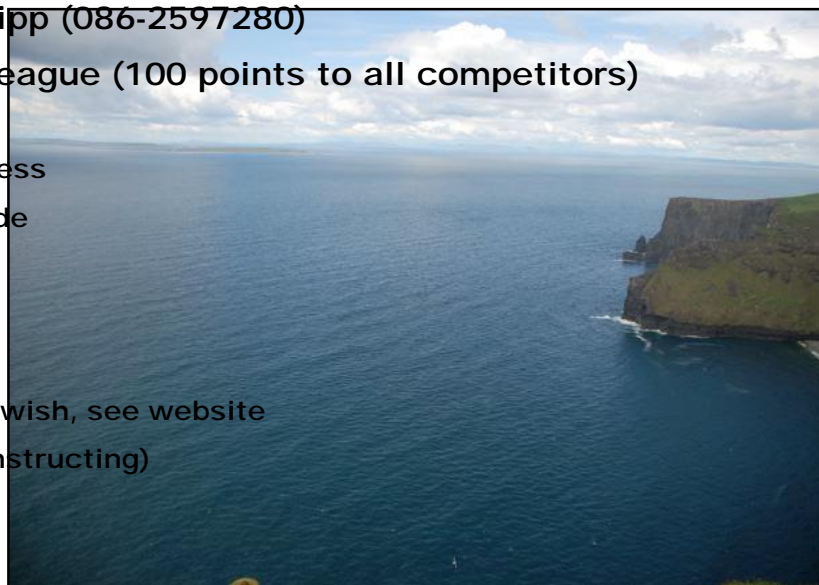 ipp (086-2597280)
eague (100 points to all competitors)
ess
de
wish, see website
nstructing)